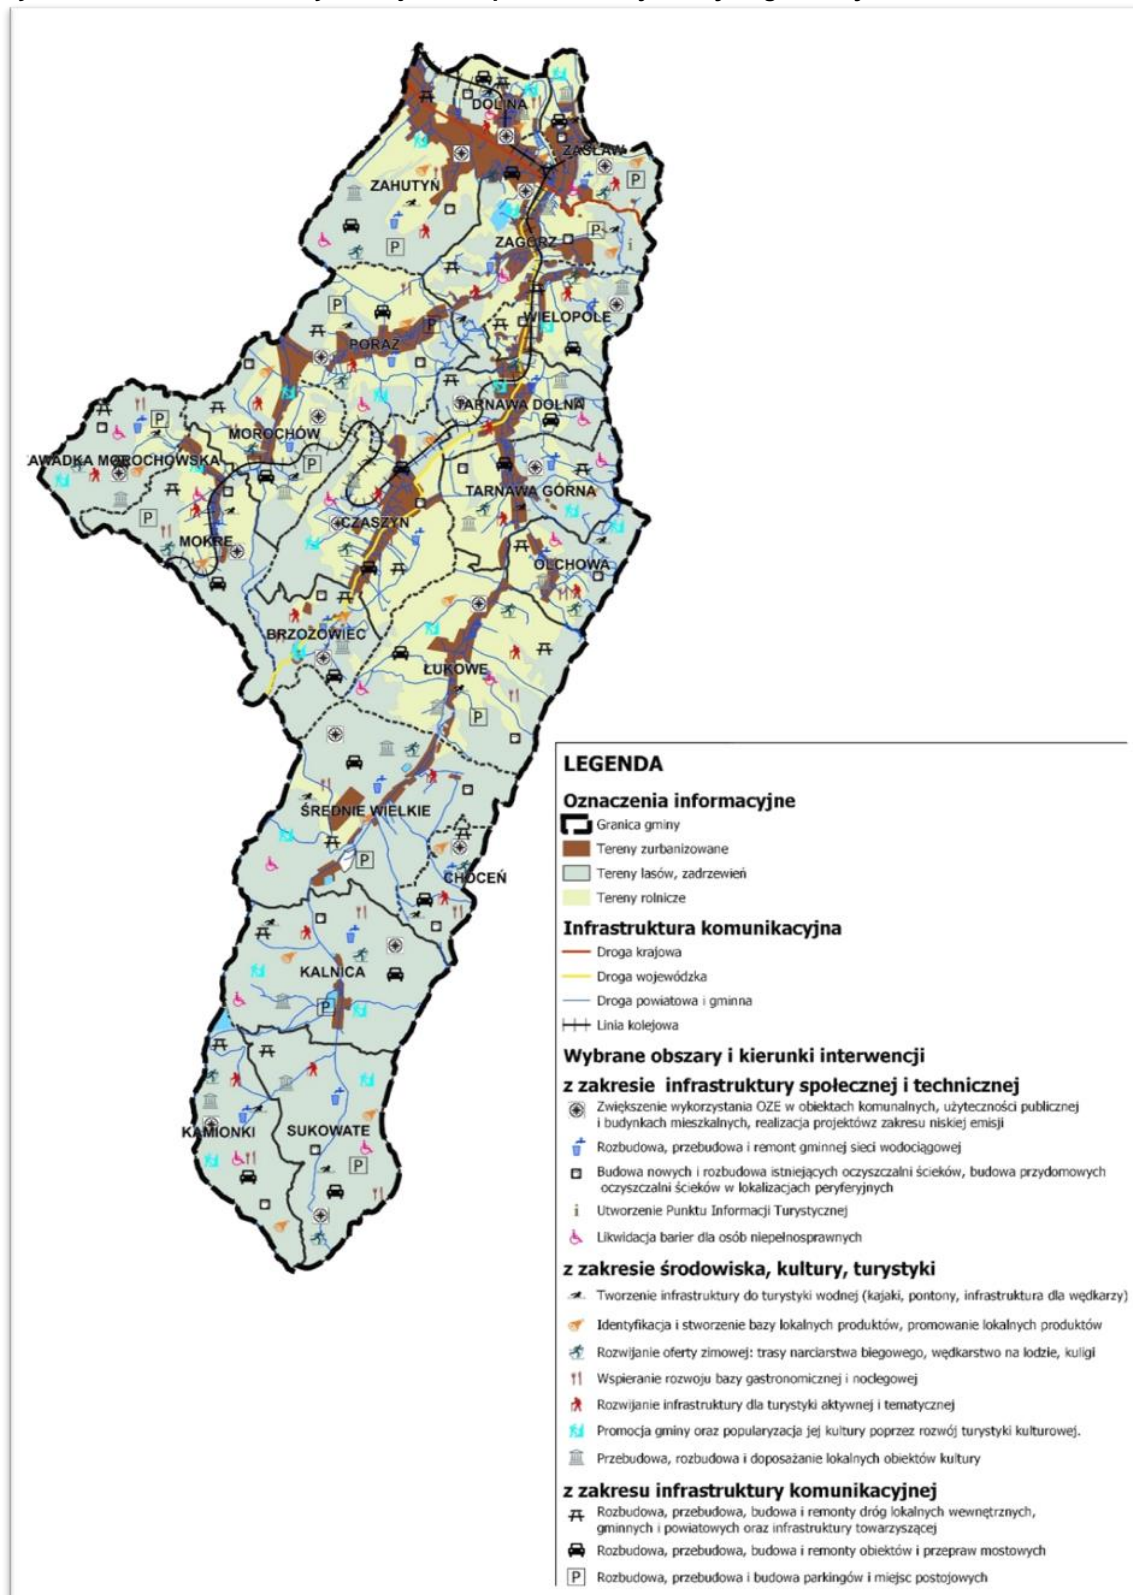 DOLINA
ZASŁAW
ZAHUTYŃ
P
P
P
ZAGÓRZ
i
P
WIELOPOLE
P
PORAŻ
TARNAWA DOLNA
P
MOROCHÓW
P
AWADKA MOROCHOWSKA
TARNAWA GÓRNA
P
CZASZYN
MOKRE
OLCHOWA
BRZOZOWIEC
ŁUKOWE
P
ŚREDNIE WIELKIE
P
CHOCEŃ
KALNICA
P
KAMIONKI
SUKOWATE
P
LEGENDA
Oznaczenia informacyjne
Granica gminy
Tereny zurbanizowane
Tereny lasów, zadrzewień
Tereny rolnicze
Infrastruktura komunikacyjna
Droga krajowa
Droga wojewódzka
Droga powiatowa i gminna
Linia kolejowa
Wybrane obszary i kierunki interwencji
z zakresie infrastruktury społecznej i technicznej
Zwiększenie wykorzystania OZE w obiektach komunalnych, użyteczności publicznej
i budynkach mieszkalnych, realizacja projektówz zakresu niskiej emisji
Rozbudowa, przebudowa i remont gminnej sieci wodociągowej
Budowa nowych i rozbudowa istniejących oczyszczalni ścieków, budowa przydomowych
oczyszczalni ścieków w lokalizacjach peryferyjnych
i Utworzenie Punktu Informacji Turystycznej
Likwidacja barier dla osób niepełnosprawnych
z zakresie środowiska, kultury, turystyki
Tworzenie infrastruktury do turystyki wodnej (kajaki, pontony, infrastruktura dla wędkarzy)
Identyfikacja i stworzenie bazy lokalnych produktów, promowanie lokalnych produktów
Rozwijanie oferty zimowej: trasy narciarstwa biegowego, wędkarstwo na lodzie, kuligi
Wspieranie rozwoju bazy gastronomicznej i noclegowej
Rozwijanie infrastruktury dla turystyki aktywnej i tematycznej
Promocja gminy oraz popularyzacja jej kultury poprzez rozwój turystyki kulturowej.
Przebudowa, rozbudowa i doposażanie lokalnych obiektów kultury
z zakresu infrastruktury komunikacyjnej
Rozbudowa, przebudowa, budowa i remonty dróg lokalnych wewnętrznych,
gminnych i powiatowych oraz infrastruktury towarzyszącej
Rozbudowa, przebudowa, budowa i remonty obiektów i przepraw mostowych
P Rozbudowa, przebudowa i budowa parkingów i miejsc postojowych